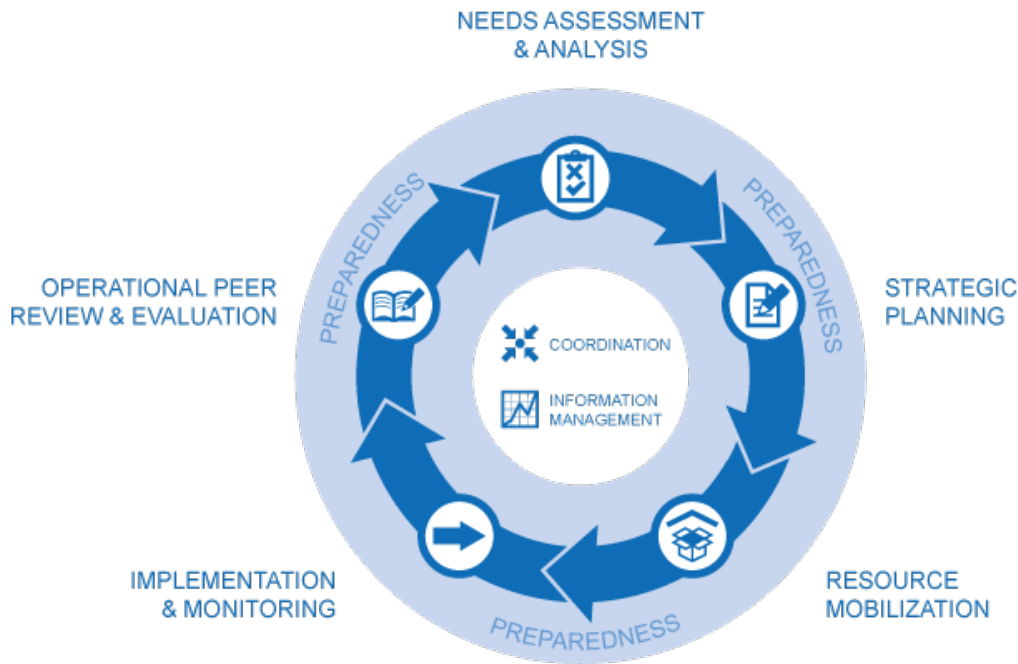 NEEDS ASSESSMENT
& ANALYSIS
PREPAREDNESS
PREPAREDNESS
OPERATIONAL PEER
REVIEW & EVALUATION
STRATEGIC
PLANNING
COORDINATION
INFORMATION
MANAGEMENT
IMPLEMENTATION
& MONITORING
RESOURCE
MOBILIZATION
PREPAREDNESS